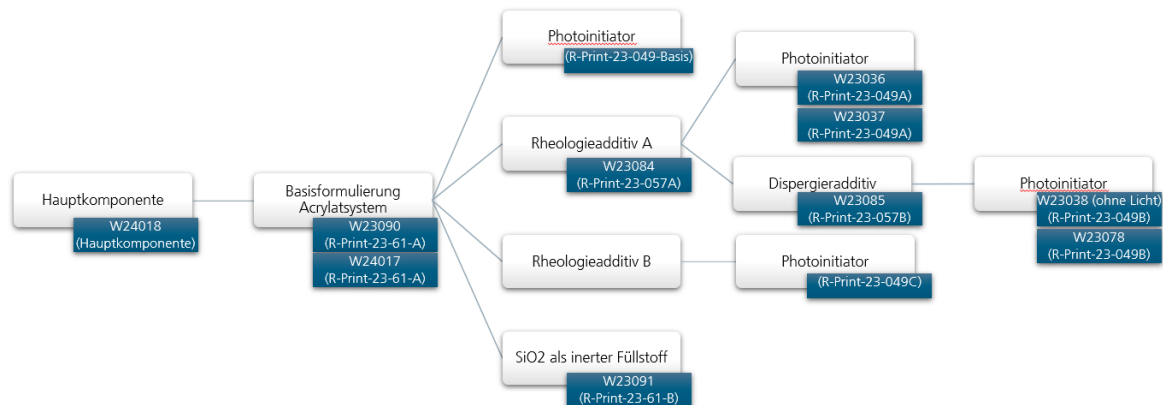 Hauptkomponente
W24018
(Hauptkomponente)
Basisformulierung
Acrylatsystem
W23090
(R-Print-23-61-A)
W24017
(R-Print-23-61-A)
Photoinitiator
(R-Print-23-049-Basis)
Rheologieadditiv A
W23084
(R-Print-23-057A)
Rheologieadditiv B
SiO2 als inerter Füllstoff
W23091
(R-Print-23-61-B)
Photoinitiator
W23036
(R-Print-23-049A)
W23037
(R-Print-23-049A)
Dispergieradditiv
W23085
(R-Print-23-057B)
Photoinitiator
(R-Print-23-049C)
Photoinitiator
W23038 (ohne Licht)
(R-Print-23-049B)
W23078
(R-Print-23-049B)